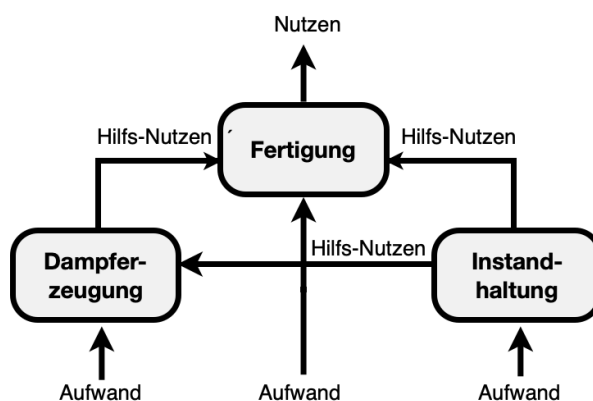 Nutzen
Hilfs-Nutzen
Hilfs-Nutzen
Fertigung
Hilfs-Nutzen
Dampfer-
zeugung
Instand-
haltung
Aufwand
Aufwand
Aufwand